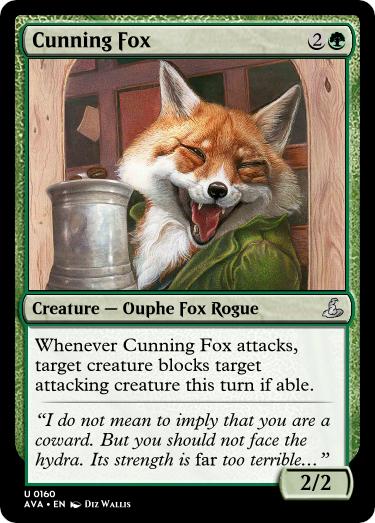 Cunning Fox 2
Creature — Ouphe Fox Rogue
Whenever Cunning Fox attacks,
target creature blocks target
attacking creature this turn if able.
“I do not mean to imply that you are a
coward. But you should not face the
hydra. Its strength is far too terrible…”
2/2
U 0160
AVA • EN Diz Wallis